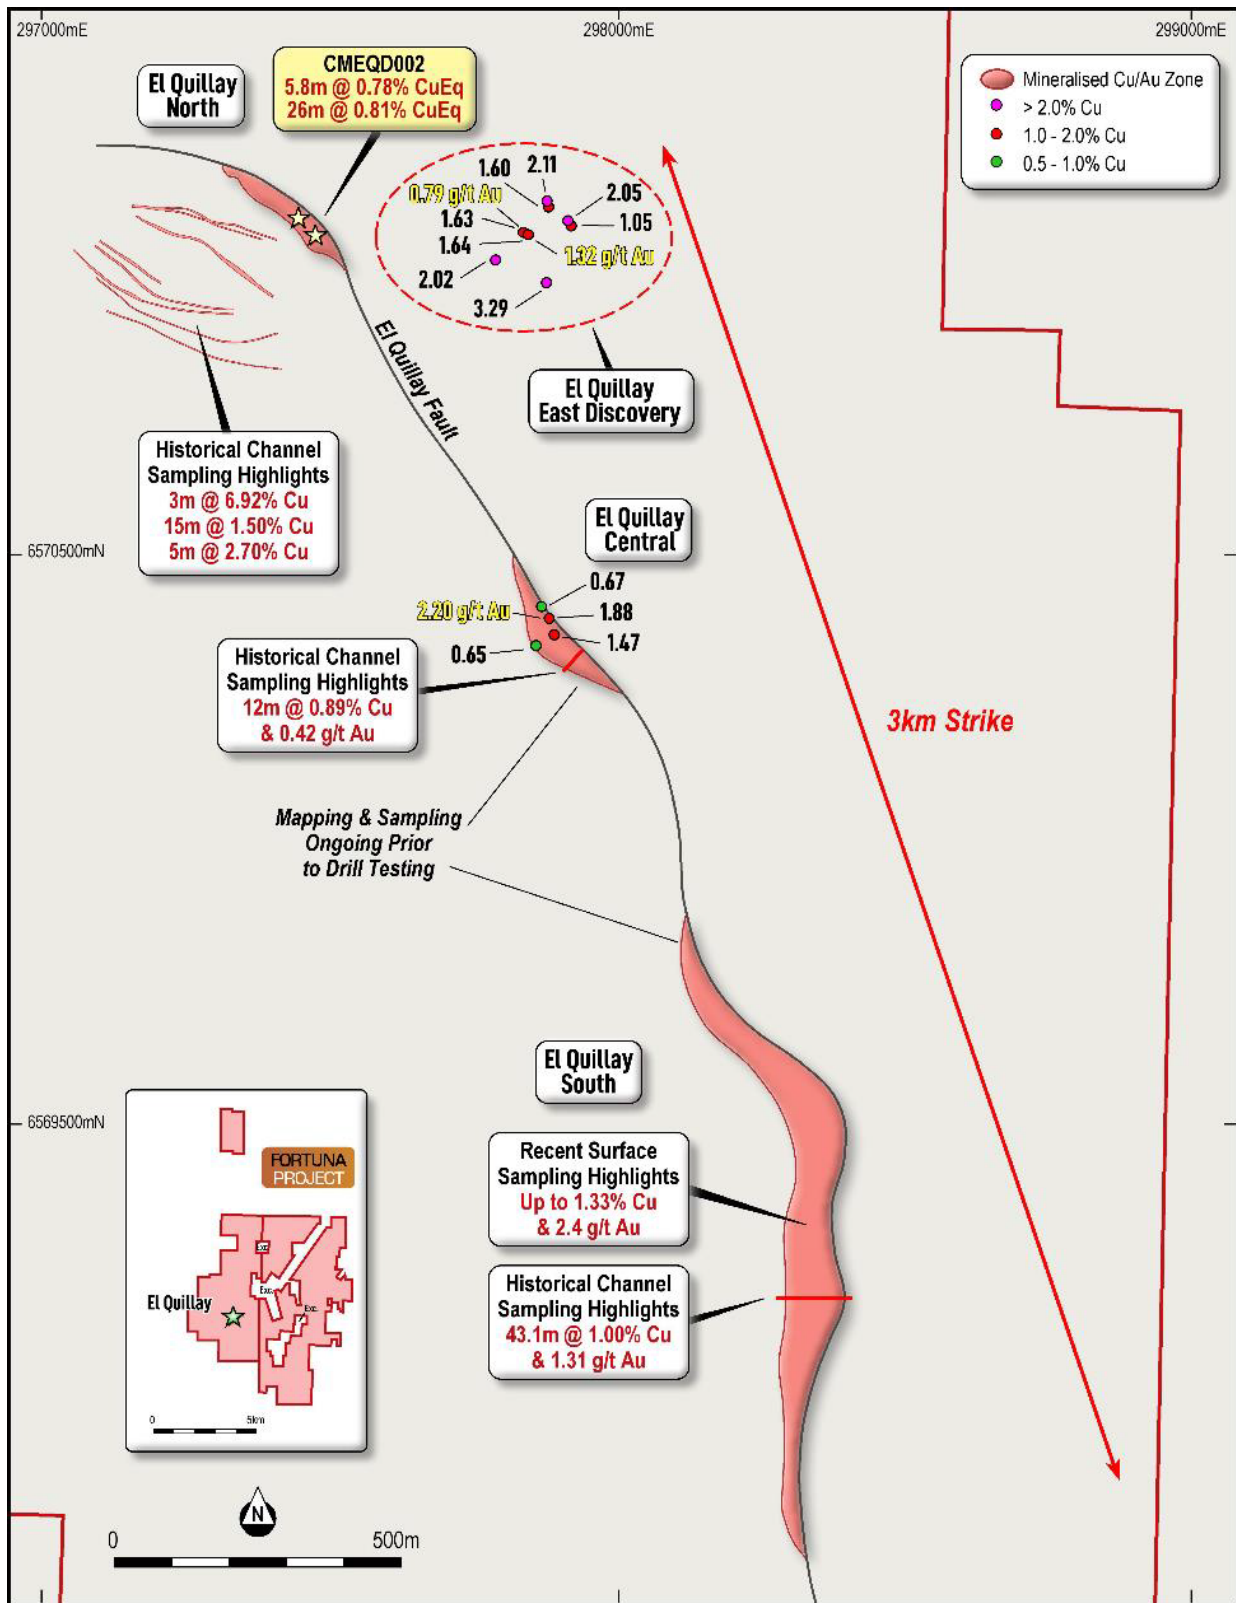 297000mE
298000mE
299000mE
El Quillay
North
CMEQD002
5.8m @ 0.78% CuEq
26m @ 0.81% CuEq
Mineralised Cu/Au Zone
> 2.0% Cu
1.0 - 2.0% Cu
0.5 - 1.0% Cu
2.11
1.60
0.79 g/t Au
2.05
1.63
1.05
1.64
1.32 g/t Au
2.02
3.29
El Quillay Fault
El Quillay
East Discovery
Historical Channel
Sampling Highlights
3m @ 6.92% Cu
15m @ 1.50% Cu
5m @ 2.70% Cu
El Quillay
Central
6570500mN
0.67
2.20 g/t Au
1.88
1.47
0.65
Historical Channel
Sampling Highlights
12m @ 0.89% Cu
& 0.42 g/t Au
3km Strike
Mapping & Sampling
Ongoing Prior
to Drill Testing
El Quillay
South
6569500mN
Recent Surface
Sampling Highlights
Up to 1.33% Cu
& 2.4 g/t Au
Historical Channel
Sampling Highlights
43.1m @ 1.00% Cu
& 1.31 g/t Au
FORTUNA
PROJECT
Exc.
Exc.
Exc.
El Quillay
0 5km
N
0 500m